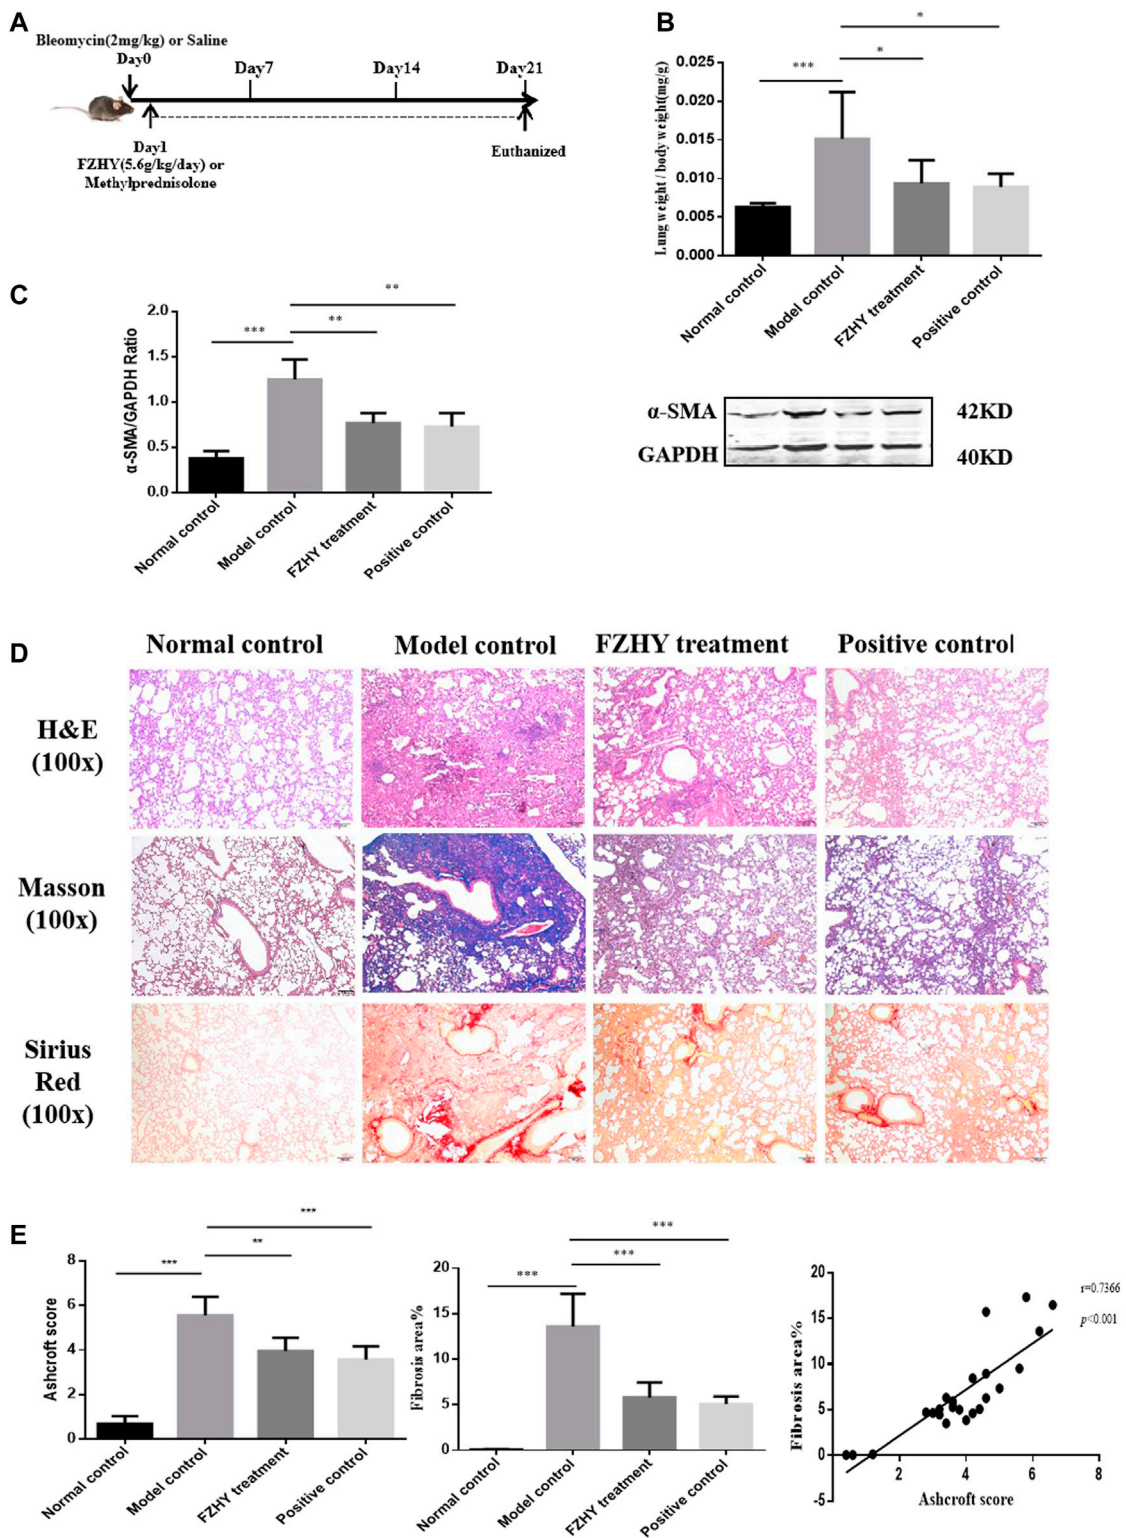 A
Bleomycin(2mg/kg) or Saline
Day0
Day7
Day14
Day21
Day1
FZHY(5.6g/kg/day) or
Methylprednisolone
Euthanized
B
*
*
***
Lung weight / body weight(mg/g)
0.025
0.020
0.015
0.010
0.005
0.000
Normal control
Model control
FZHY treatment
Positive control
C
**
**
***
α-SMA/GAPDH Ratio
2.0
1.5
1.0
0.5
0.0
Normal control
Model control
FZHY treatment
Positive control
α-SMA
42KD
GAPDH
40KD
D
Normal control
Model control
FZHY treatment
Positive control
H&E
(100x)
Masson
(100x)
Sirius
Red
(100x)
E
***
**
***
Ashcroft score
8
6
4
2
0
Normal control
Model control
FZHY treatment
Positive control
***
***
***
Fibrosis area%
20
15
10
5
0
Normal control
Model control
FZHY treatment
Positive control
r=0.7366
p<0.001
Fibrosis area%
20
15
10
5
0
-5
2
4
6
8
Ashcroft score